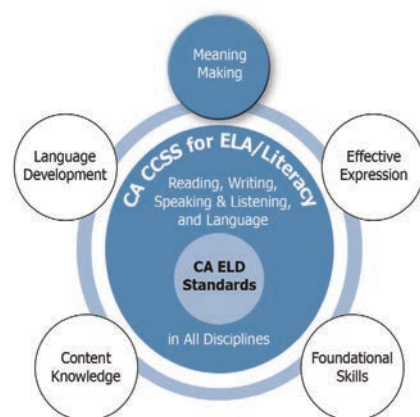 Meaning
Making
Language
Development
Effective
Expression
CA CCSS for ELA/Literacy
Reading, Writing,
Speaking & Listening,
and Language
CA ELD
Standards
in All Disciplines
Content
Knowledge
Foundational
Skills